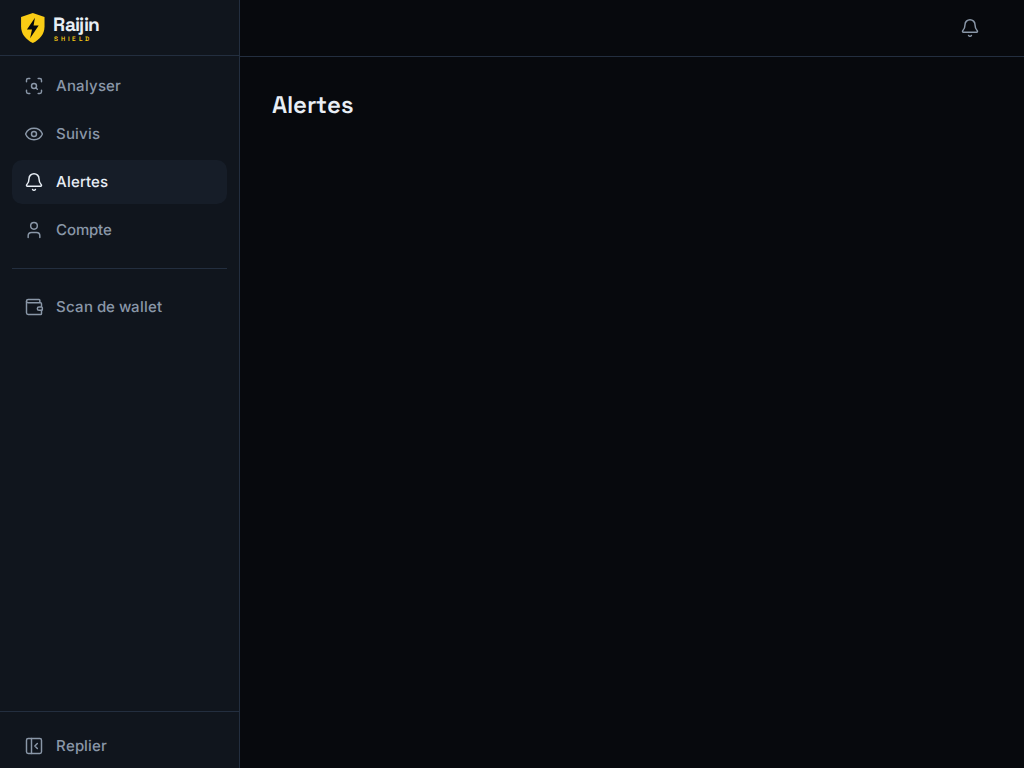 Raijin
SHIELD
Analyser
Suivis
Alertes
Compte
Scan de wallet
Replier
Alertes